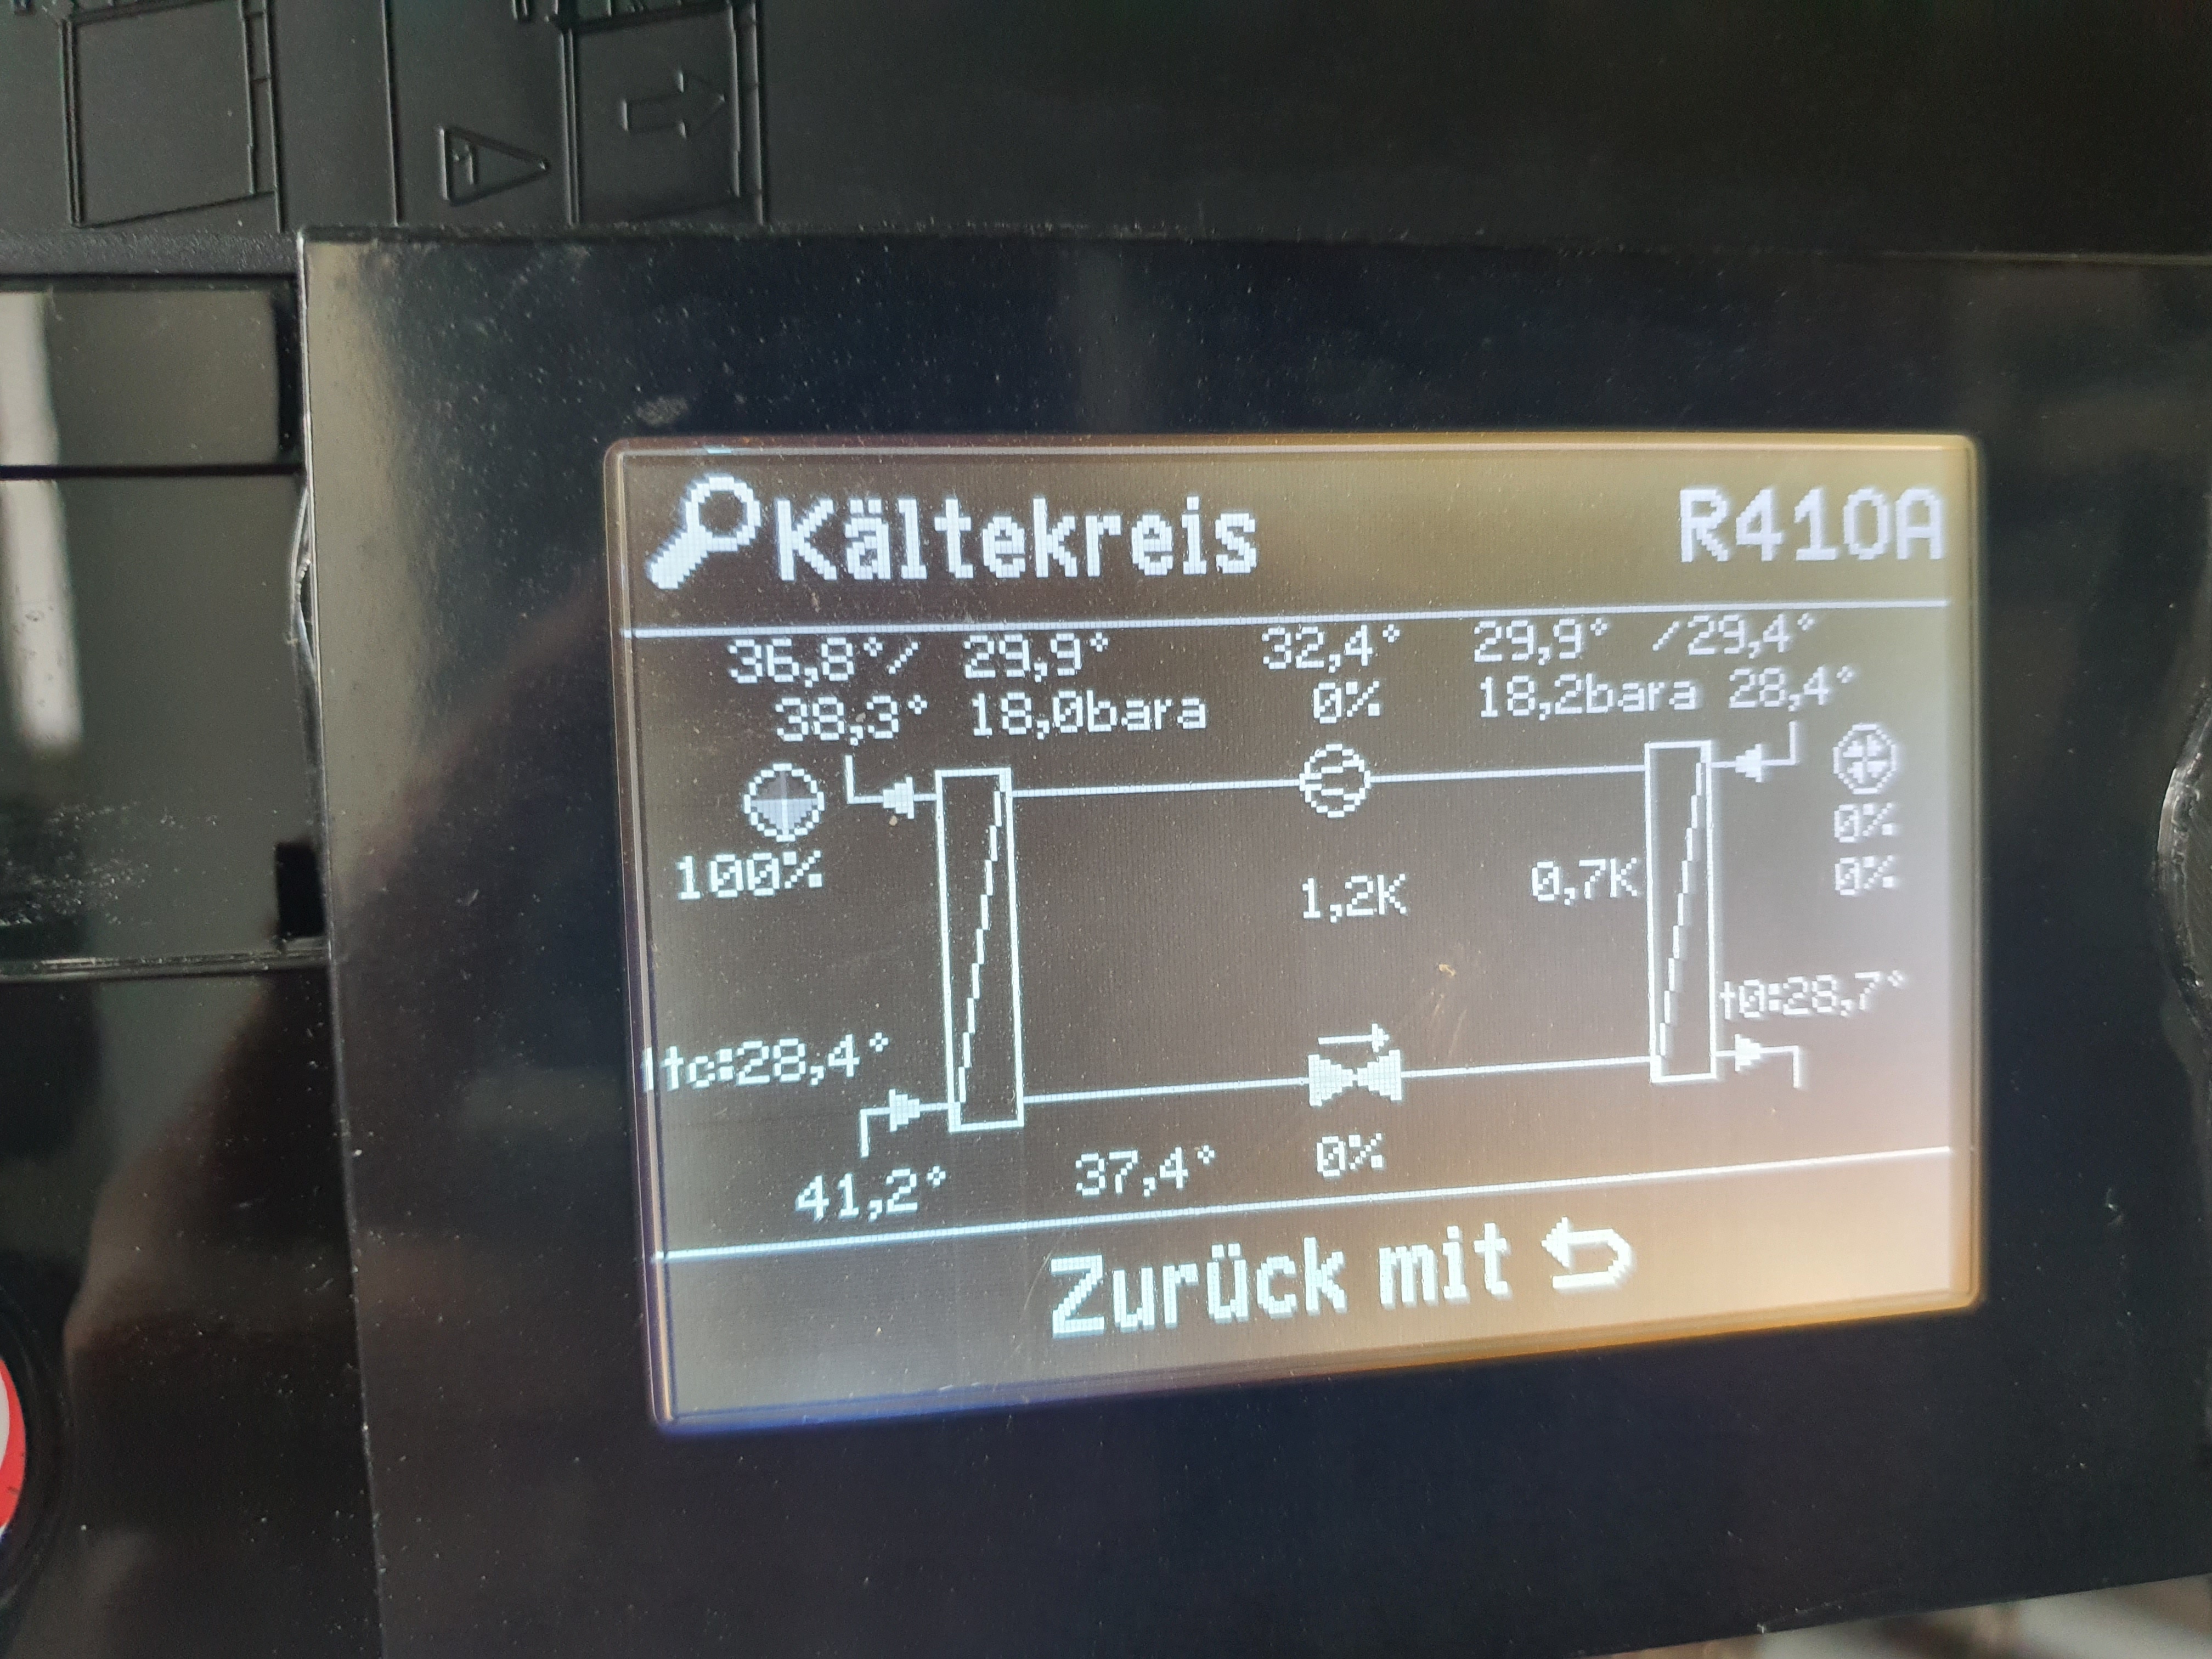 Kältekreis R410A
36,8°/ 29,9° 32,4° 29,9° /29,4°
38,3° 18,0bara 0% 18,2bara 28,4°
100% 0%
1,2K 0,7K 0%
tc:28,4° t0:28,7°
41,2° 37,4° 0%
Zurück mit